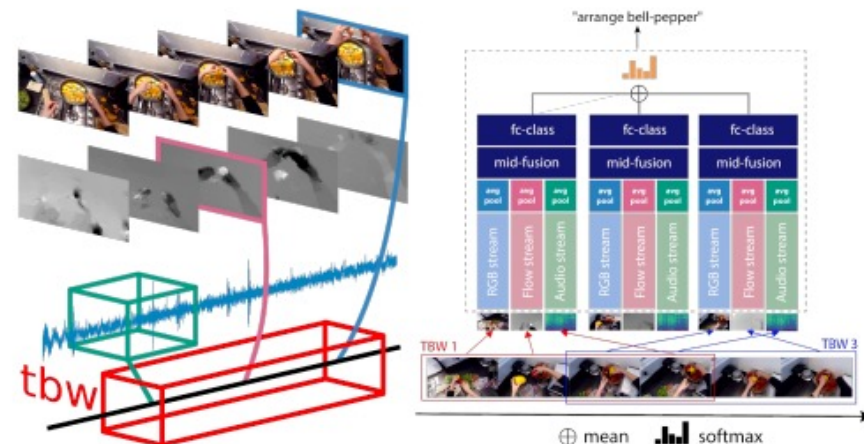 tbw
"arrange bell-pepper"
fc-class
fc-class
fc-class
mid-fusion
mid-fusion
mid-fusion
avg pool
avg pool
avg pool
avg pool
avg pool
avg pool
avg pool
avg pool
avg pool
RGB stream
Flow stream
Audio stream
RGB stream
Flow stream
Audio stream
RGB stream
Flow stream
Audio stream
TBW 1
TBW 3
mean
softmax